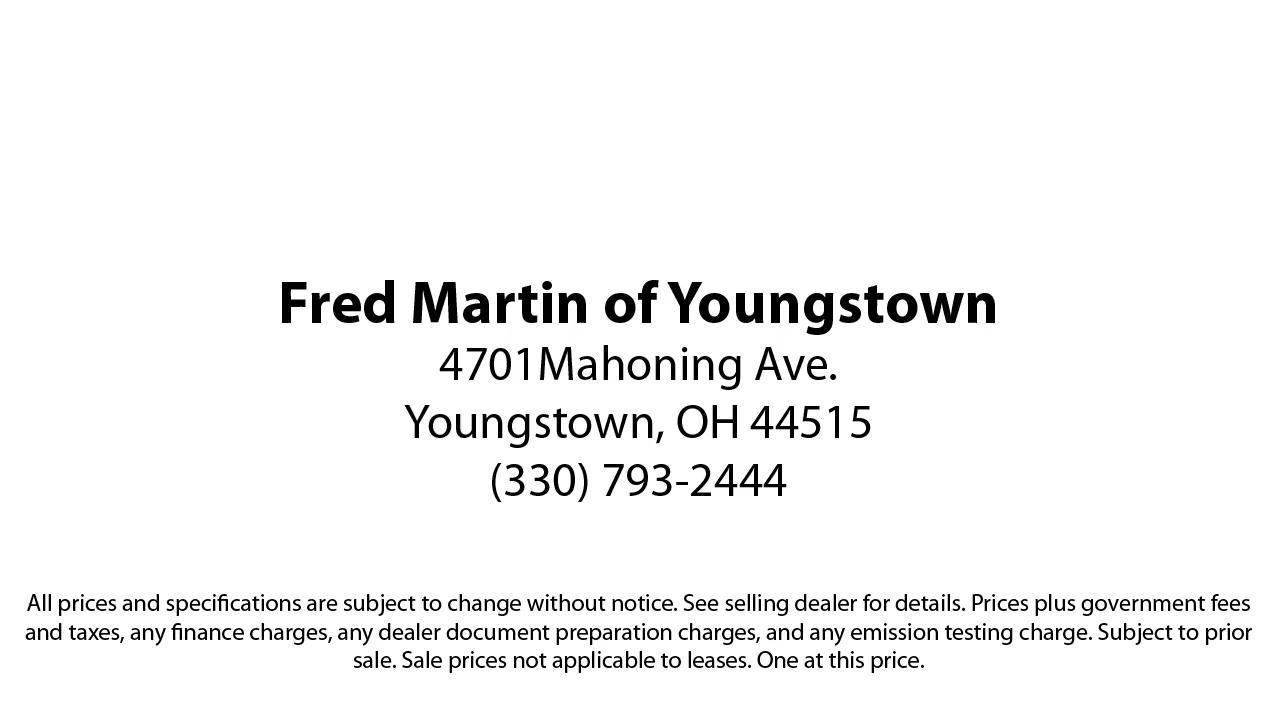 Fred Martin of Youngstown
4701Mahoning Ave.
Youngstown, OH 44515
(330) 793-2444
All prices and specifications are subject to change without notice. See selling dealer for details. Prices plus government fees
and taxes, any finance charges, any dealer document preparation charges, and any emission testing charge. Subject to prior
sale. Sale prices not applicable to leases. One at this price.